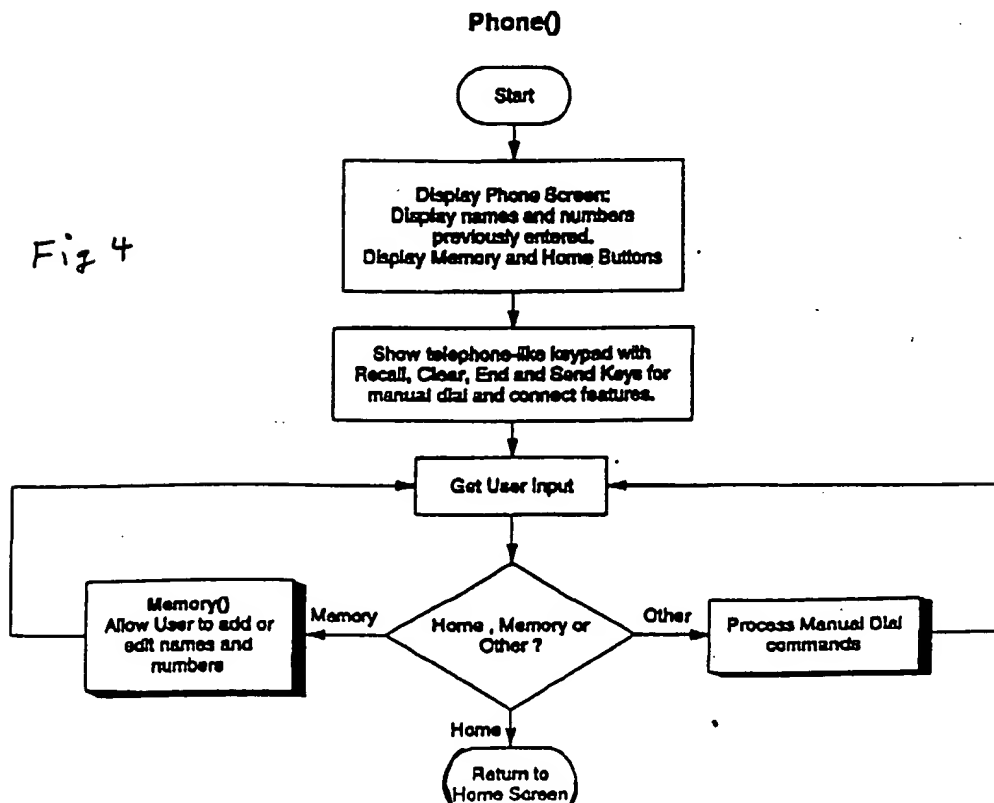 Phone()
Start
Display Phone Screen:
Display names and numbers
previously entered.
Display Memory and Home Buttons
Fig 4
Show telephone-like keypad with
Recall, Clear, End and Send Keys for
manual dial and connect features.
Get User Input
Memory()
Allow User to add or
edit names and
numbers
Memory
Home , Memory or
Other ?
Other
Process Manual Dial
commands
Home
Return to
Home Screen